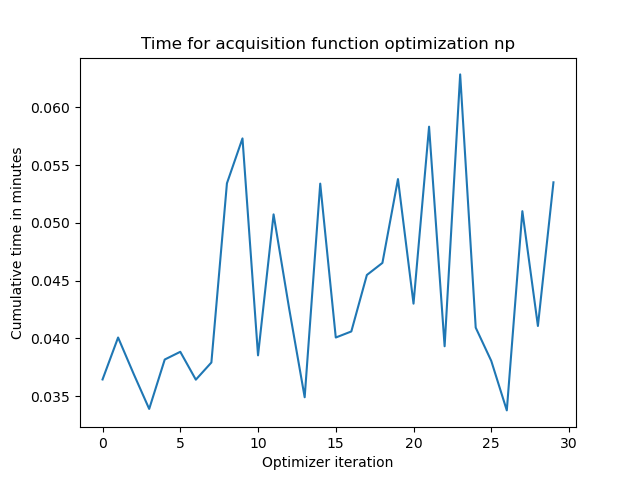 Time for acquisition function optimization np
Cumulative time in minutes
0.060
0.055
0.050
0.045
0.040
0.035
0 5 10 15 20 25 30
Optimizer iteration